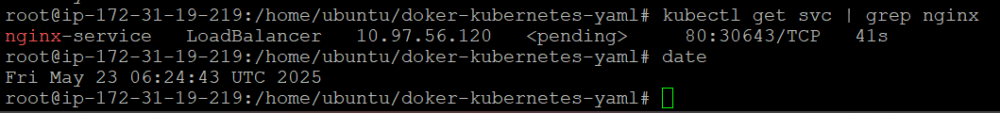 root@ip-172-31-19-219:/home/ubuntu/doker-kubernetes-yaml# kubectl get svc | grep nginx
nginx-service   LoadBalancer   10.97.56.120   <pending>     80:30643/TCP   41s
root@ip-172-31-19-219:/home/ubuntu/doker-kubernetes-yaml# date
Fri May 23 06:24:43 UTC 2025
root@ip-172-31-19-219:/home/ubuntu/doker-kubernetes-yaml#